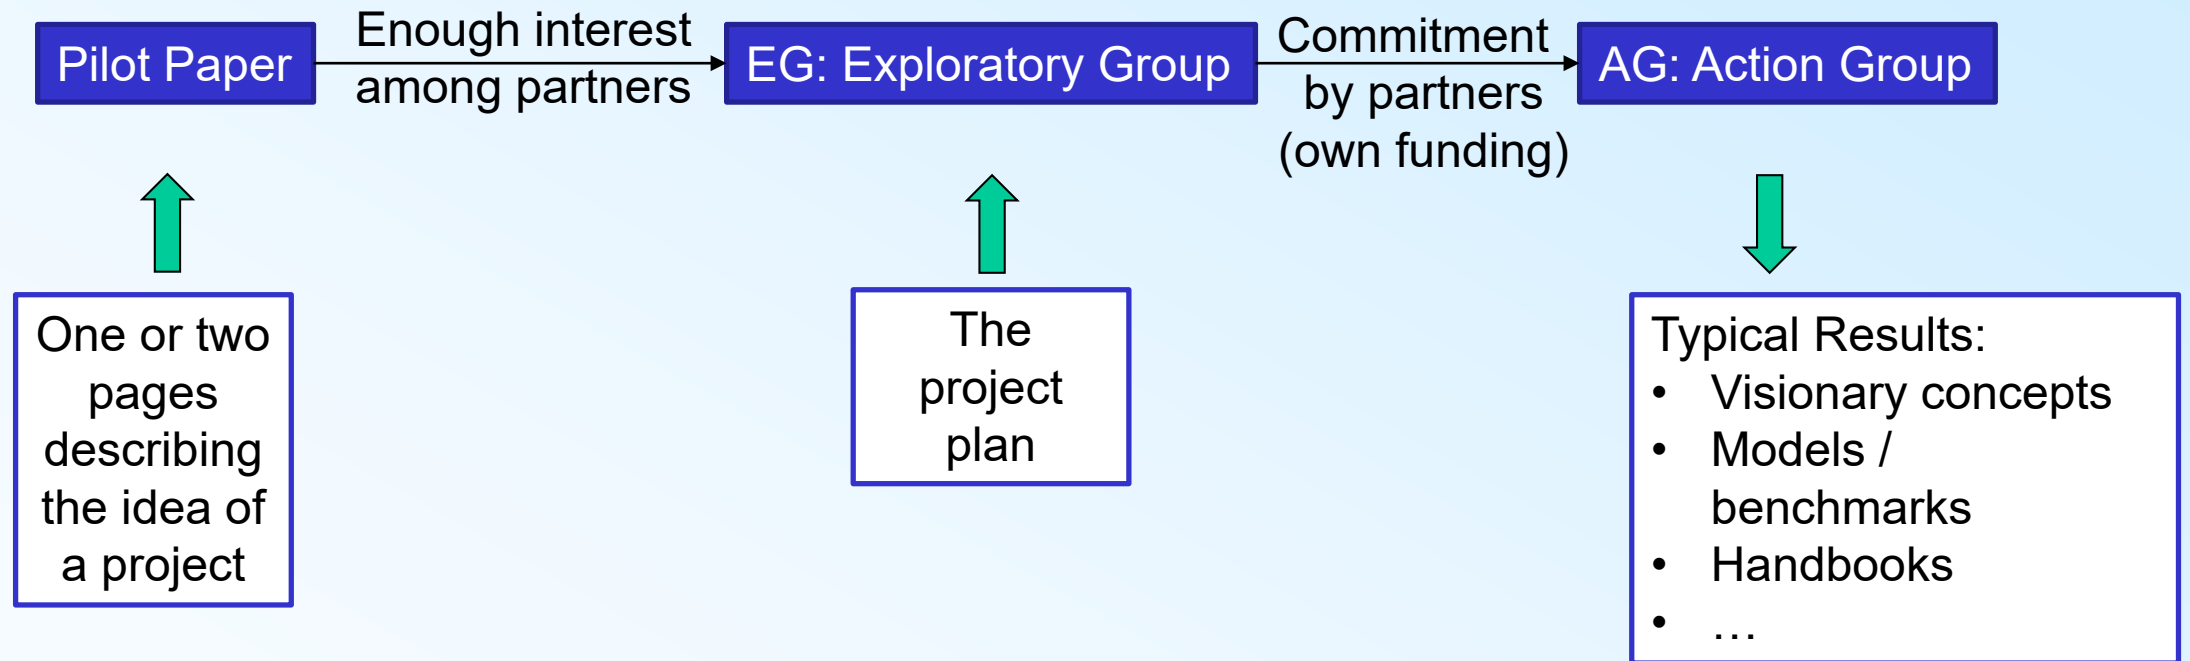 Pilot Paper
Enough interest
among partners
EG: Exploratory Group
Commitment
by partners
(own funding)
AG: Action Group
One or two
pages
describing
the idea of
a project
The
project
plan
Typical Results:
• Visionary concepts
• Models /
benchmarks
• Handbooks
• …